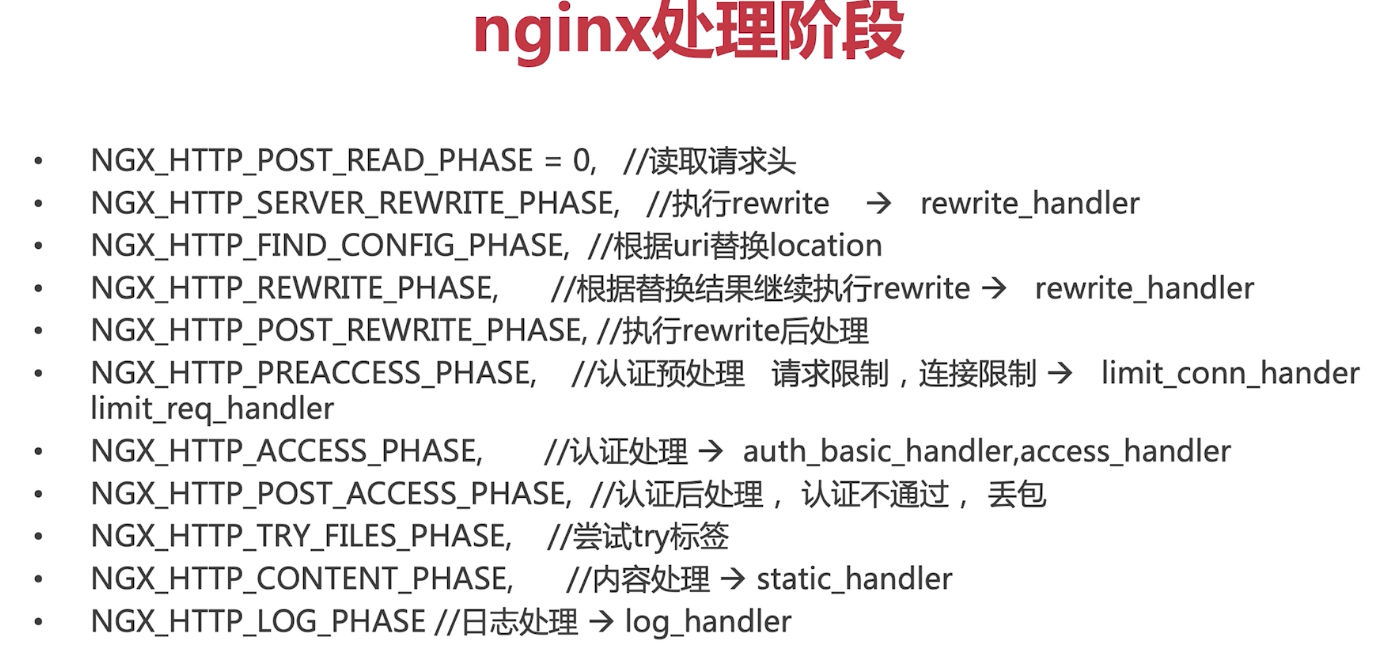 nginx处理阶段
• NGX_HTTP_POST_READ_PHASE = 0, //读取请求头
• NGX_HTTP_SERVER_REWRITE_PHASE, //执行rewrite → rewrite_handler
• NGX_HTTP_FIND_CONFIG_PHASE, //根据uri替换location
• NGX_HTTP_REWRITE_PHASE, //根据替换结果继续执行rewrite → rewrite_handler
• NGX_HTTP_POST_REWRITE_PHASE, //执行rewrite后处理
• NGX_HTTP_PREACCESS_PHASE, //认证预处理 请求限制，连接限制 → limit_conn_hander
limit_req_handler
• NGX_HTTP_ACCESS_PHASE, //认证处理 → auth_basic_handler,access_handler
• NGX_HTTP_POST_ACCESS_PHASE, //认证后处理， 认证不通过， 丢包
• NGX_HTTP_TRY_FILES_PHASE, //尝试try标签
• NGX_HTTP_CONTENT_PHASE, //内容处理 → static_handler
• NGX_HTTP_LOG_PHASE //日志处理 → log_handler